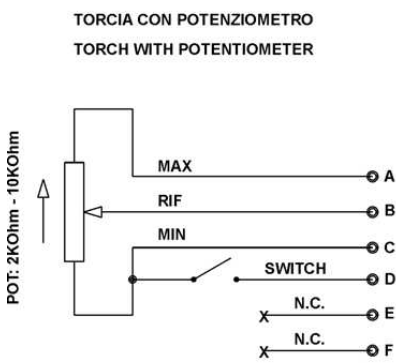 TORCIA CON POTENZIOMETRO
TORCH WITH POTENTIOMETER
POT: 2KOhm - 10KOhm
MAX A
RIF B
MIN C
SWITCH D
N.C. E
N.C. F